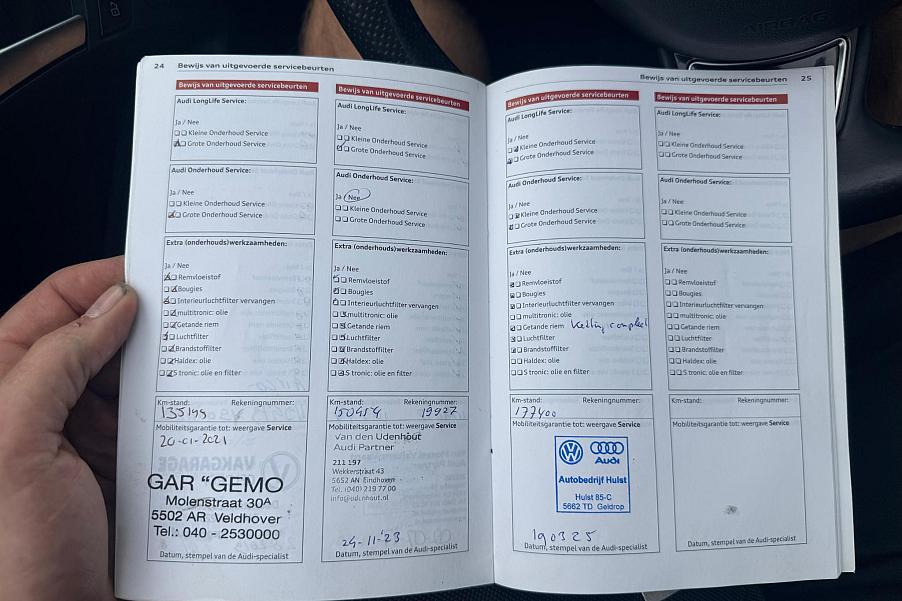 24 Bewijs van uitgevoerde servicebeurten
Bewijs van uitgevoerde servicebeurten
Audi LongLife Service:
Ja / Nee
Kleine Onderhoud Service
Grote Onderhoud Service
Audi Onderhoud Service:
Ja / Nee
Kleine Onderhoud Service
Grote Onderhoud Service
Extra (onderhouds)werkzaamheden:
Ja / Nee
Remvloeistof
Bougies
Interieurluchtfilter vervangen
multitronic: olie
Getande riem
Luchtfilter
Brandstoffilter
Haldex: olie
S tronic: olie en filter
Km-stand: Rekeningnummer:
135199
Mobiliteitsgarantie tot: weergave Service
20-01-2021
GAR "GEMO
Molenstraat 30A
5502 AR Veldhover
Tel.: 040 - 2530000
Datum, stempel van de Audi-specialist
Bewijs van uitgevoerde servicebeurten
Audi LongLife Service:
Ja / Nee
Kleine Onderhoud Service
Grote Onderhoud Service
Audi Onderhoud Service:
Ja / Nee
Kleine Onderhoud Service
Grote Onderhoud Service
Extra (onderhouds)werkzaamheden:
Ja / Nee
Remvloeistof
Bougies
Interieurluchtfilter vervangen
multitronic: olie
Getande riem
Luchtfilter
Brandstoffilter
Haldex: olie
S tronic: olie en filter
Km-stand: Rekeningnummer:
150454 19927
Mobiliteitsgarantie tot: weergave Service
Van den Udenhout
Audi Partner
211 197
Wekkerstraat 43
5652 AN Eindhoven
Tel. (040) 219 77 00
info@udenhout.nl
24-11-'23
Datum, stempel van de Audi-specialist
Bewijs van uitgevoerde servicebeurten 25
Bewijs van uitgevoerde servicebeurten
Audi LongLife Service:
Ja / Nee
Kleine Onderhoud Service
Grote Onderhoud Service
Audi Onderhoud Service:
Ja / Nee
Kleine Onderhoud Service
Grote Onderhoud Service
Extra (onderhouds)werkzaamheden:
Ja / Nee
Remvloeistof
Bougies
Interieurluchtfilter vervangen
multitronic: olie
Getande riem Ketting compleet
Luchtfilter
Brandstoffilter
Haldex: olie
S tronic: olie en filter
Km-stand: Rekeningnummer:
177400
Mobiliteitsgarantie tot: weergave Service
Audi
Autobedrijf Hulst
Hulst 85-C
5662 TD Geldrop
190325
Datum, stempel van de Audi-specialist
Bewijs van uitgevoerde servicebeurten
Audi LongLife Service:
Ja / Nee
Kleine Onderhoud Service
Grote Onderhoud Service
Audi Onderhoud Service:
Ja / Nee
Kleine Onderhoud Service
Grote Onderhoud Service
Extra (onderhouds)werkzaamheden:
Ja / Nee
Remvloeistof
Bougies
Interieurluchtfilter vervangen
multitronic: olie
Getande riem
Luchtfilter
Brandstoffilter
Haldex: olie
S tronic: olie en filter
Km-stand: Rekeningnummer:
Mobiliteitsgarantie tot: weergave Service
Datum, stempel van de Audi-specialist